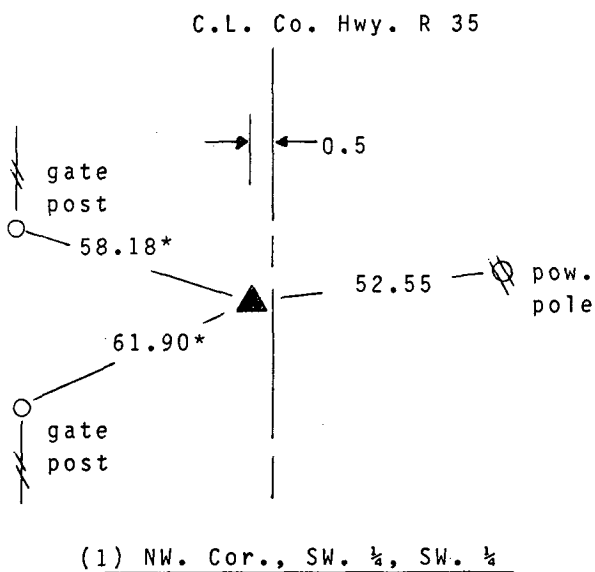 C.L. Co. Hwy. R 35
0.5
gate
post
58.18*
52.55
pow.
pole
61.90*
gate
post
(1) NW. Cor., SW. ¼, SW. ¼